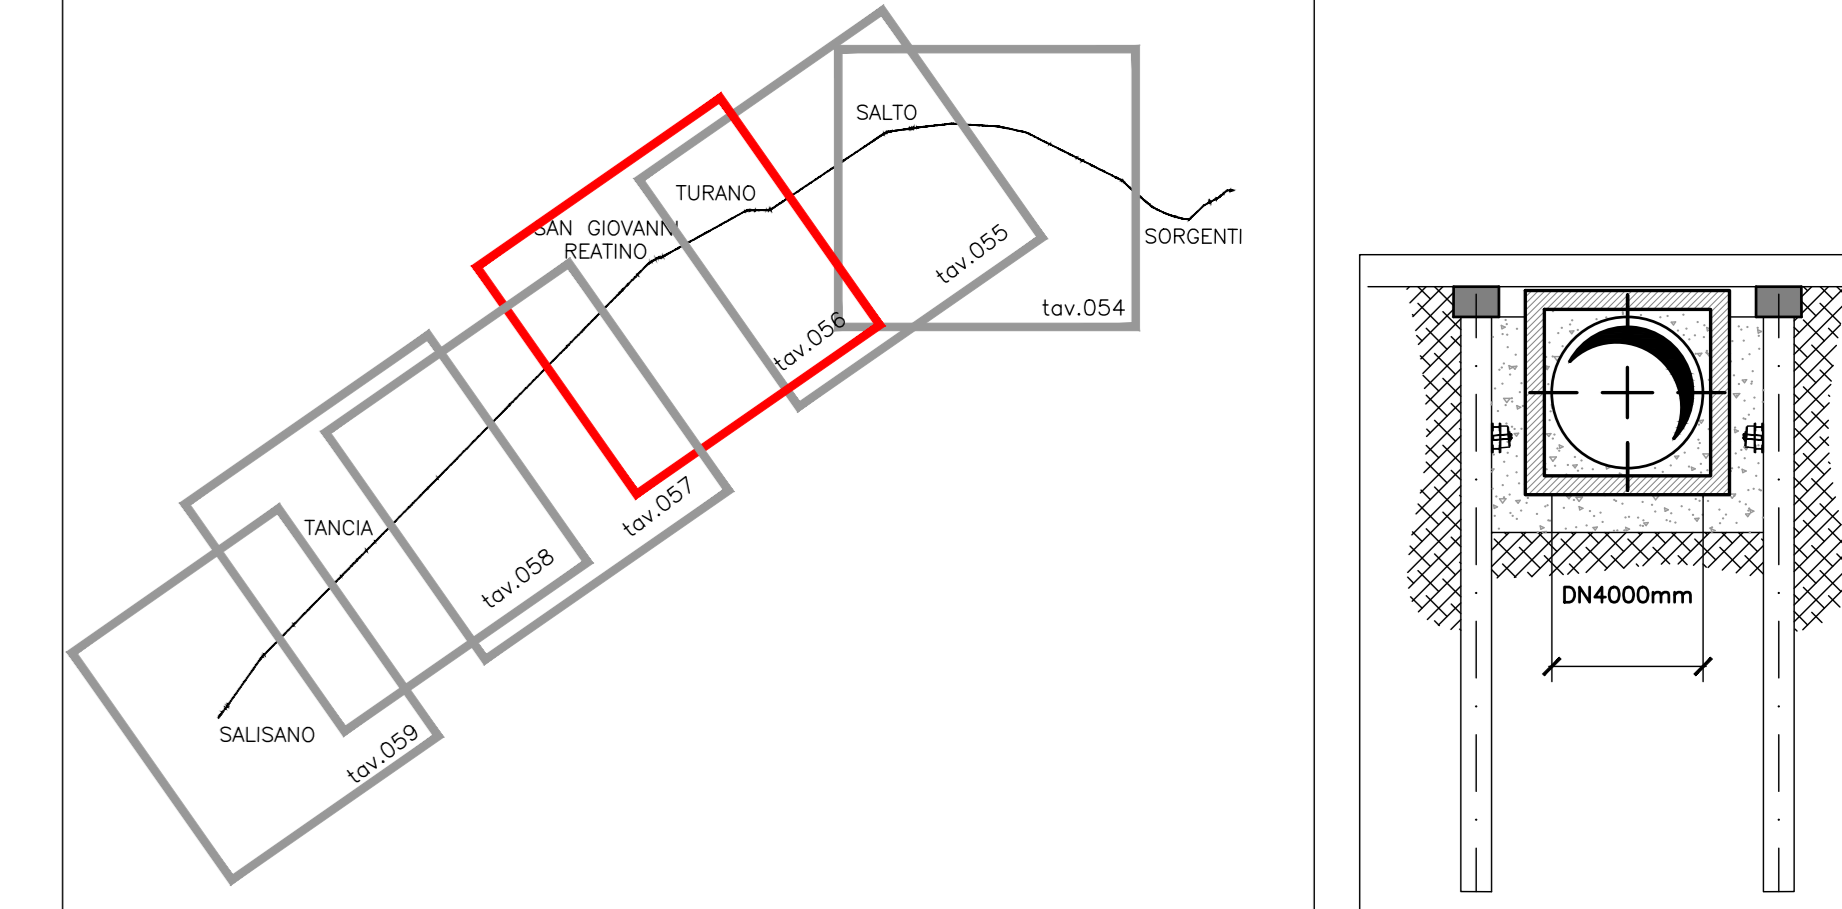 SALTO
TURANO
SAN GIOVANNI
REATINO
SORGENTI
tav.055
tav.054
tav.056
tav.057
TANCIA
tav.058
SALISANO
tav.059
DN4000mm